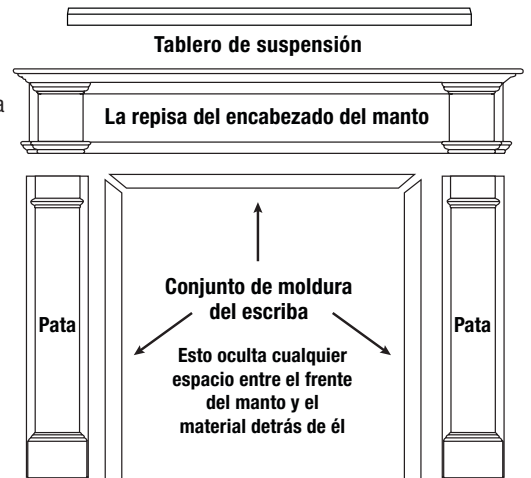 Tablero de suspensión
a
La repisa del encabezado del manto
Conjunto de moldura
del escriba
Pata
Pata
Esto oculta cualquier
espacio entre el frente
del manto y el
material detrás de él